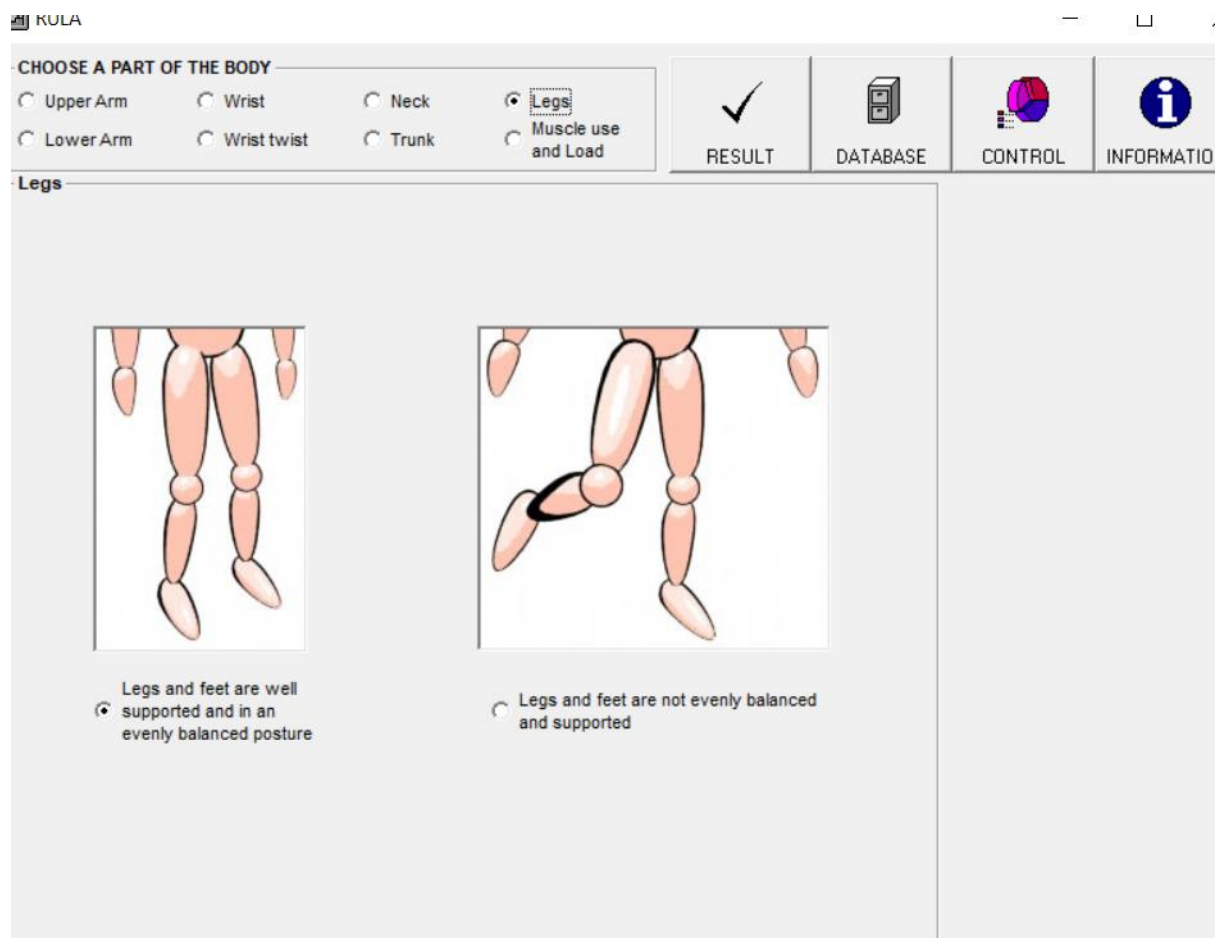 RULA
CHOOSE A PART OF THE BODY
Upper Arm Wrist Neck Legs
Lower Arm Wrist twist Trunk Muscle use
and Load
RESULT DATABASE CONTROL INFORMATIO
Legs
Legs and feet are well
supported and in an
evenly balanced posture
Legs and feet are not evenly balanced
and supported